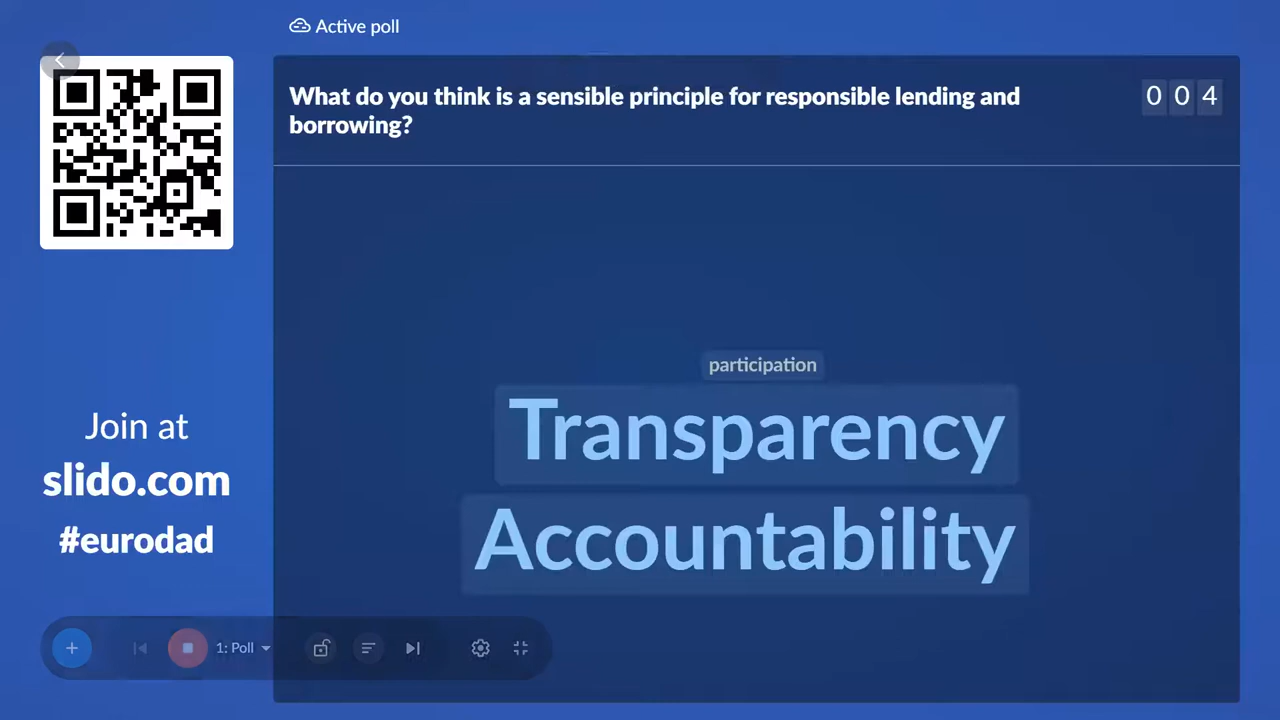 Active poll
What do you think is a sensible principle for responsible lending and
borrowing?
0 0 4
participation
Transparency
Accountability
Join at
slido.com
#eurodad
1: Poll